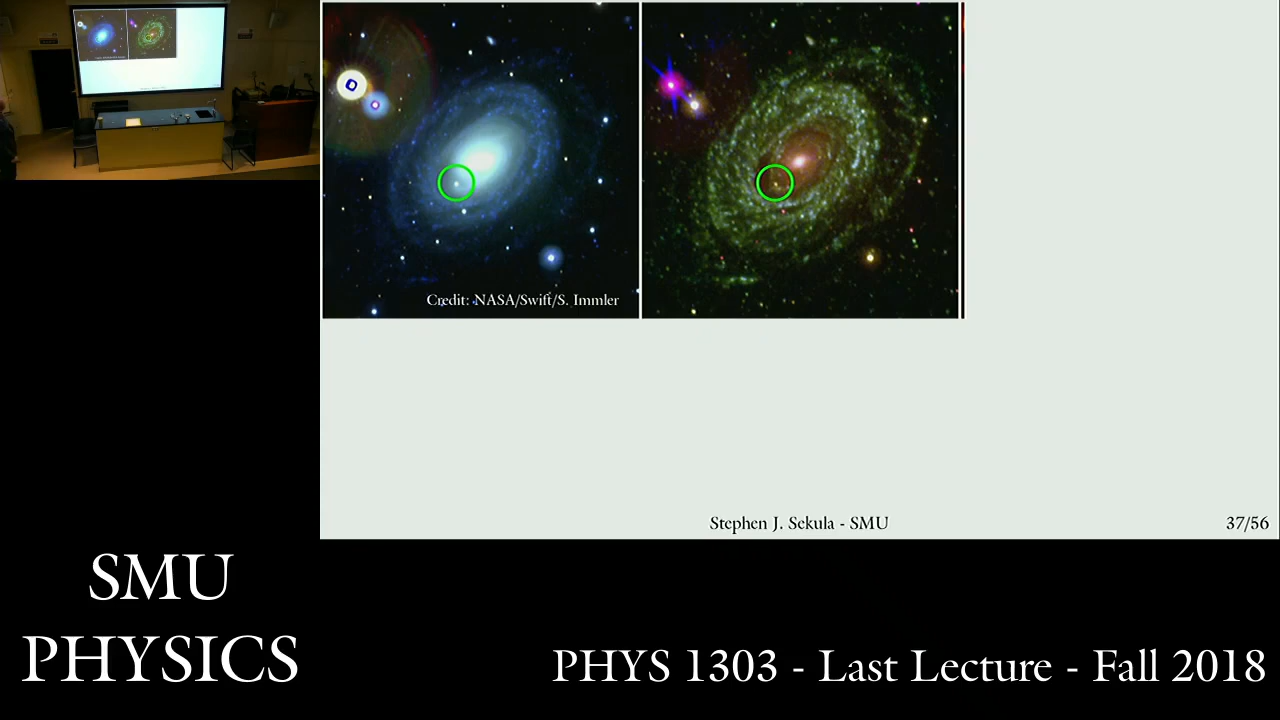 Credit: NASA/Swift/S. Immler
Stephen J. Sekula - SMU
37/56
SMU
PHYSICS
PHYS 1303 - Last Lecture - Fall 2018